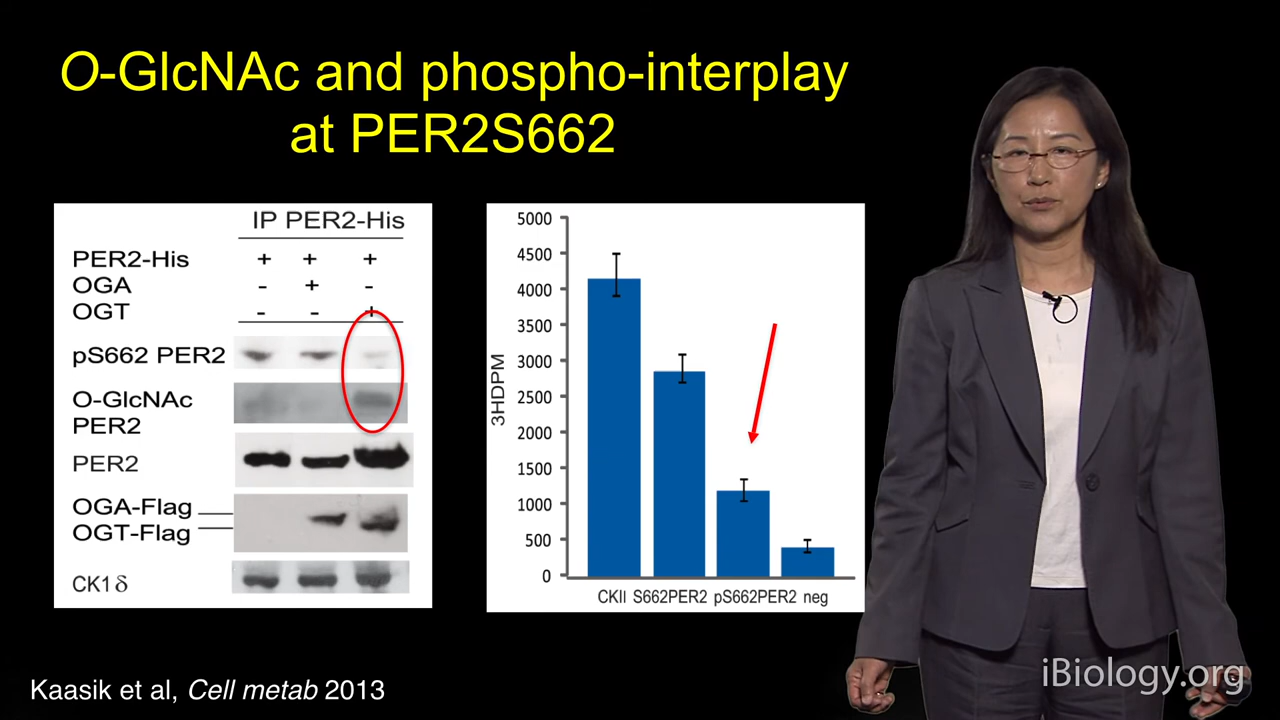 O-GlcNAc and phospho-interplay
at PER2S662
IP PER2-His
PER2-His + + +
OGA - + -
OGT - - +
pS662 PER2
O-GlcNAc
PER2
PER2
OGA-Flag
OGT-Flag
CK1 δ
5000
4500
4000
3500
3000
2500
2000
1500
1000
500
0
3HDPM
CKII S662PER2 pS662PER2 neg
Kaasik et al, Cell metab 2013
iBiology.org